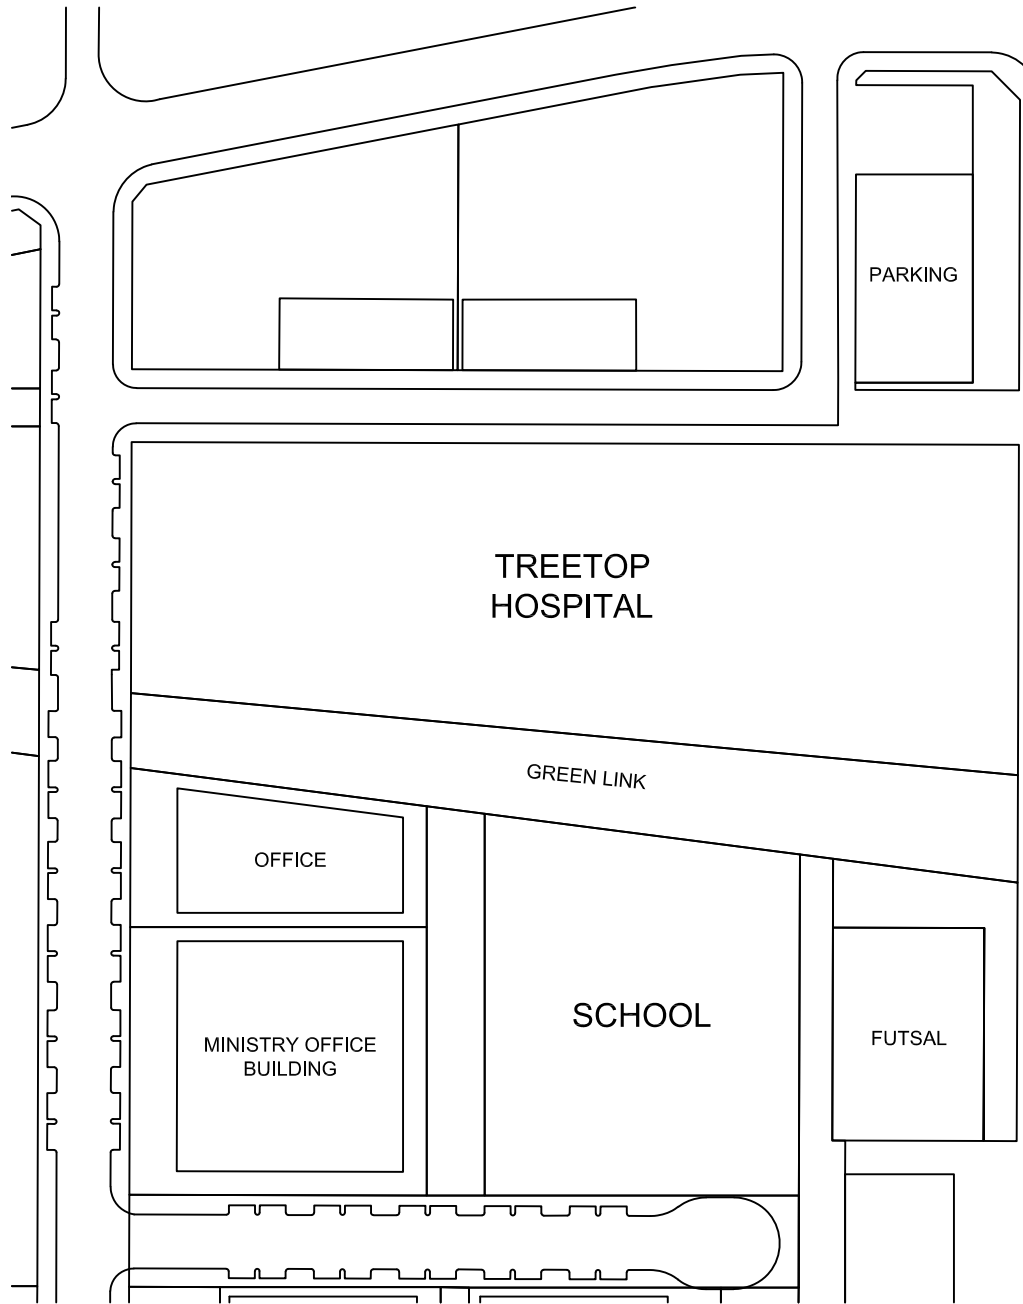 PARKING
TREETOP
HOSPITAL
GREEN LINK
OFFICE
SCHOOL
MINISTRY OFFICE
BUILDING
FUTSAL